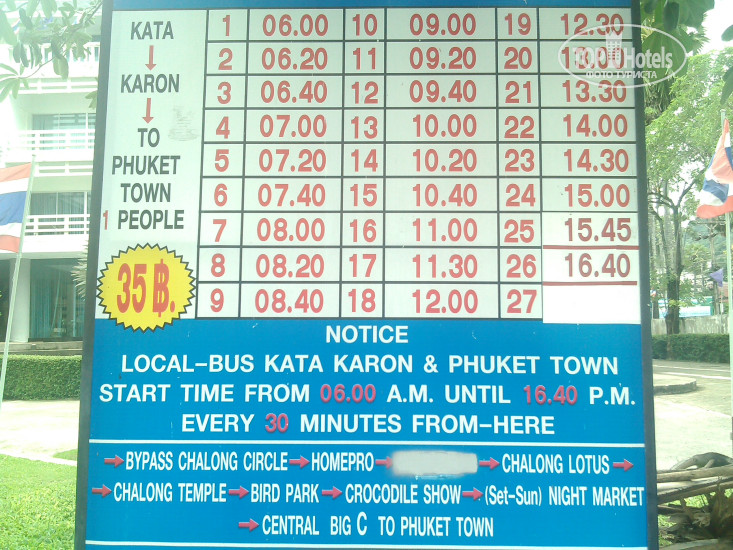 KATA
→
KARON
→
TO
PHUKET
TOWN
1 PEOPLE
35 ฿.
1 06.00 10 09.00 19 12.30
2 06.20 11 09.20 20
3 06.40 12 09.40 21 13.30
4 07.00 13 10.00 22 14.00
5 07.20 14 10.20 23 14.30
6 07.40 15 10.40 24 15.00
7 08.00 16 11.00 25 15.45
8 08.20 17 11.30 26 16.40
9 08.40 18 12.00 27
NOTICE
LOCAL-BUS KATA KARON & PHUKET TOWN
START TIME FROM 06.00 A.M. UNTIL 16.40 P.M.
EVERY 30 MINUTES FROM-HERE
→BYPASS CHALONG CIRCLE→HOMEPRO→ →CHALONG LOTUS→
→CHALONG TEMPLE→BIRD PARK→CROCODILE SHOW→(Set-Sun) NIGHT MARKET
→CENTRAL BIG C TO PHUKET TOWN
TOP Hotels
ФОТО ТУРИСТА